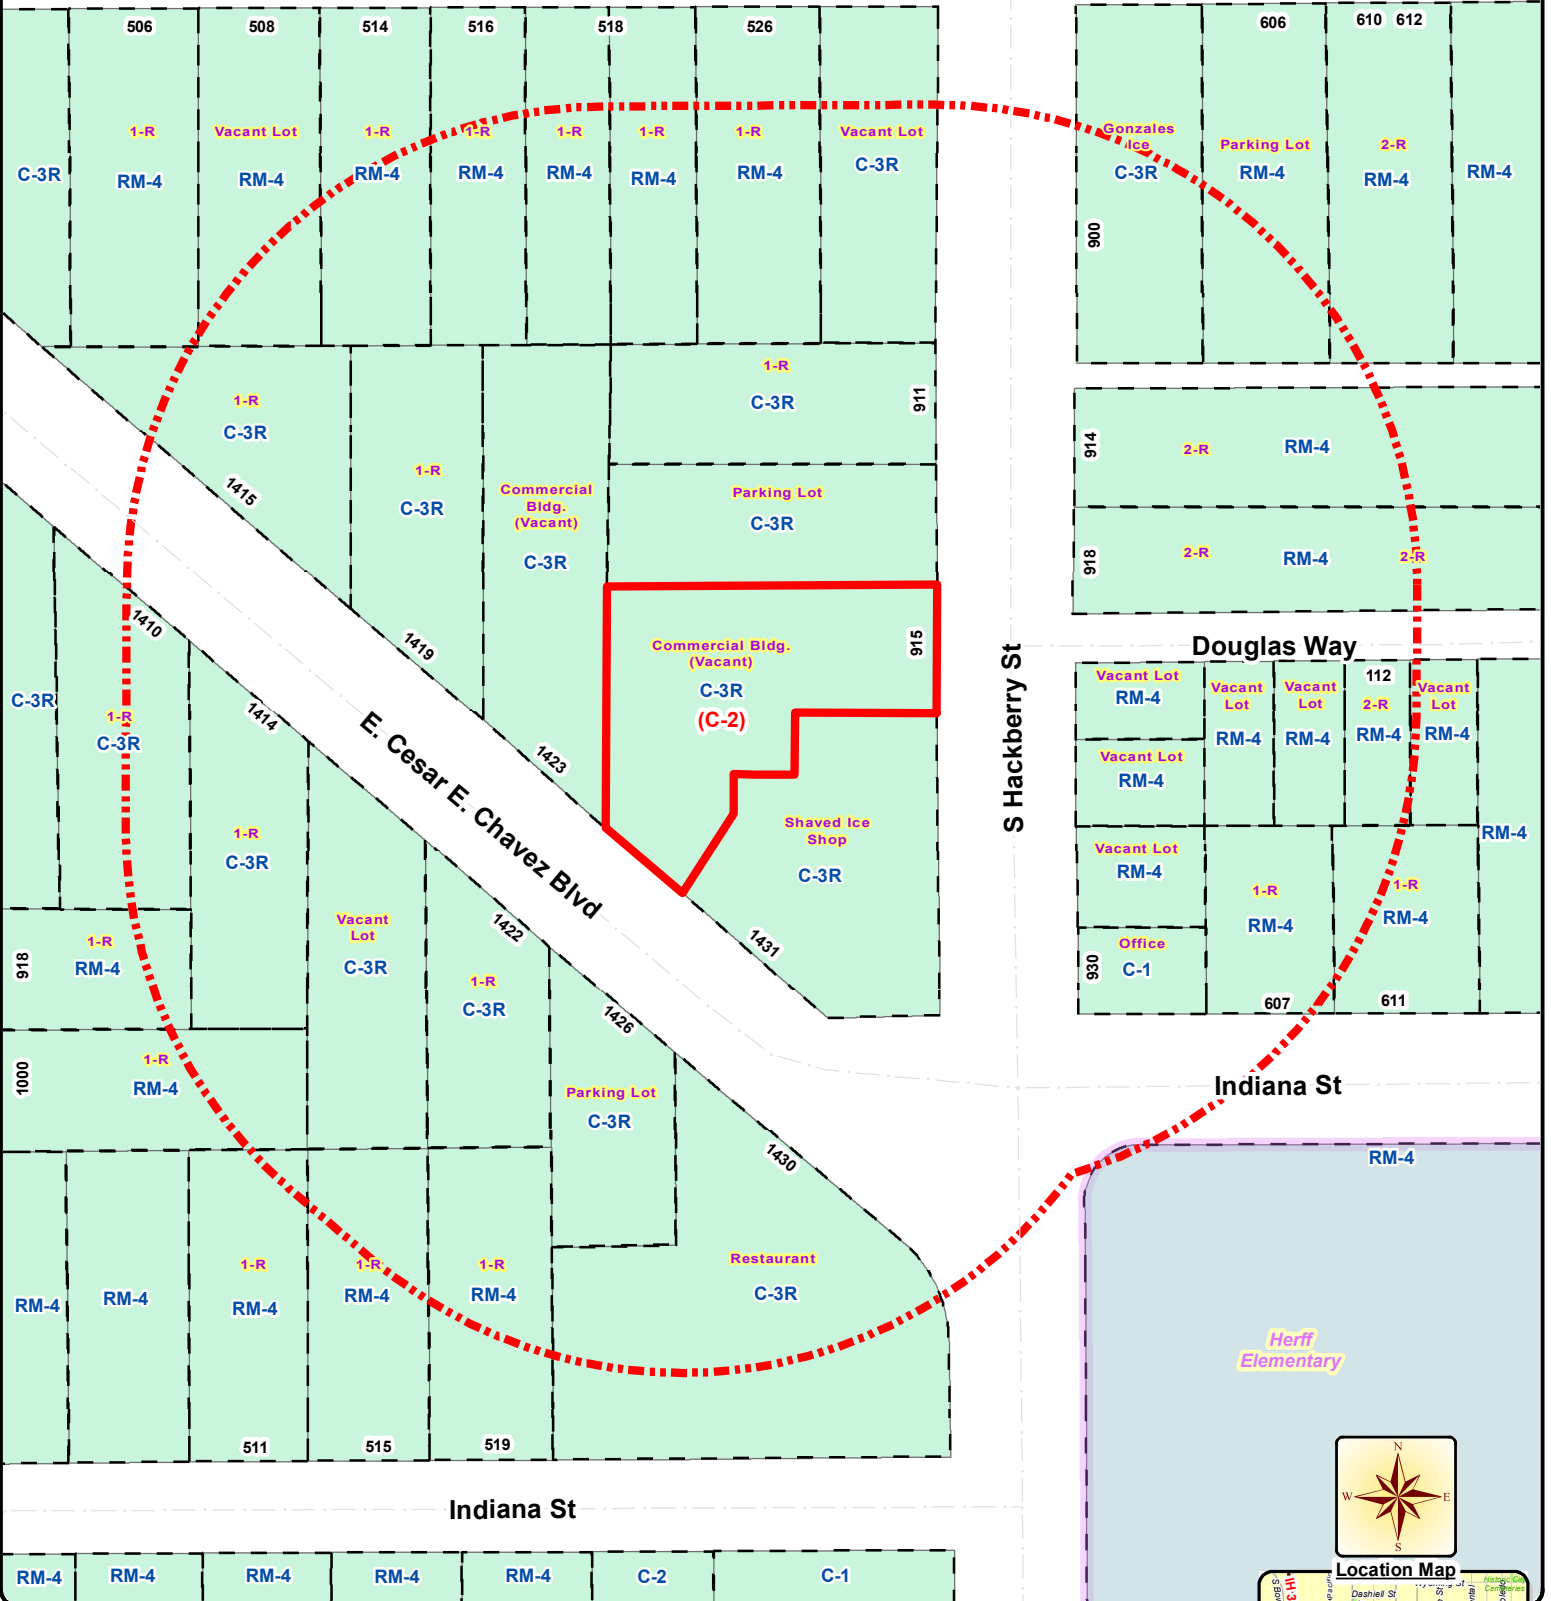 506
508
514
516
518
526
606
610 612
1-R
Vacant Lot
1-R
1-R
1-R
1-R
1-R
Vacant Lot
Gonzales
Ice
Parking Lot
2-R
C-3R
RM-4
RM-4
RM-4
RM-4
RM-4
RM-4
RM-4
C-3R
C-3R
RM-4
RM-4
RM-4
900
1-R
C-3R
1-R
C-3R
911
1-R
C-3R
Commercial
Bldg.
(Vacant)
C-3R
Parking Lot
C-3R
914
2-R
RM-4
918
2-R
RM-4
2-R
1415
1419
1423
1431
Commercial Bldg.
(Vacant)
C-3R
(C-2)
915
Shaved Ice
Shop
C-3R
S Hackberry St
Douglas Way
E. Cesar E. Chavez Blvd
Vacant Lot
RM-4
Vacant
Lot
RM-4
Vacant
Lot
RM-4
112
2-R
RM-4
Vacant
Lot
RM-4
Vacant Lot
RM-4
RM-4
Vacant Lot
RM-4
1-R
RM-4
1-R
RM-4
Office
C-1
930
607
611
1410
1414
1422
1426
1430
C-3R
1-R
C-3R
1-R
C-3R
Vacant
Lot
C-3R
1-R
C-3R
918
1-R
RM-4
1000
1-R
RM-4
Parking Lot
C-3R
Indiana St
RM-4
Restaurant
C-3R
RM-4
RM-4
1-R
RM-4
1-R
RM-4
1-R
RM-4
511
515
519
Herff
Elementary
N
W
E
S
Indiana St
RM-4
RM-4
RM-4
RM-4
RM-4
C-2
C-1
Location Map
IH-3
Dashiell St
Historic City
Cemeteries